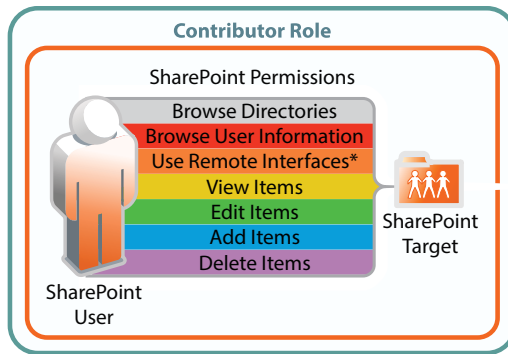 Contributor Role
SharePoint Permissions
Browse Directories
Browse User Information
Use Remote Interfaces*
View Items
Edit Items
Add Items
Delete Items
SharePoint
User
SharePoint
Target